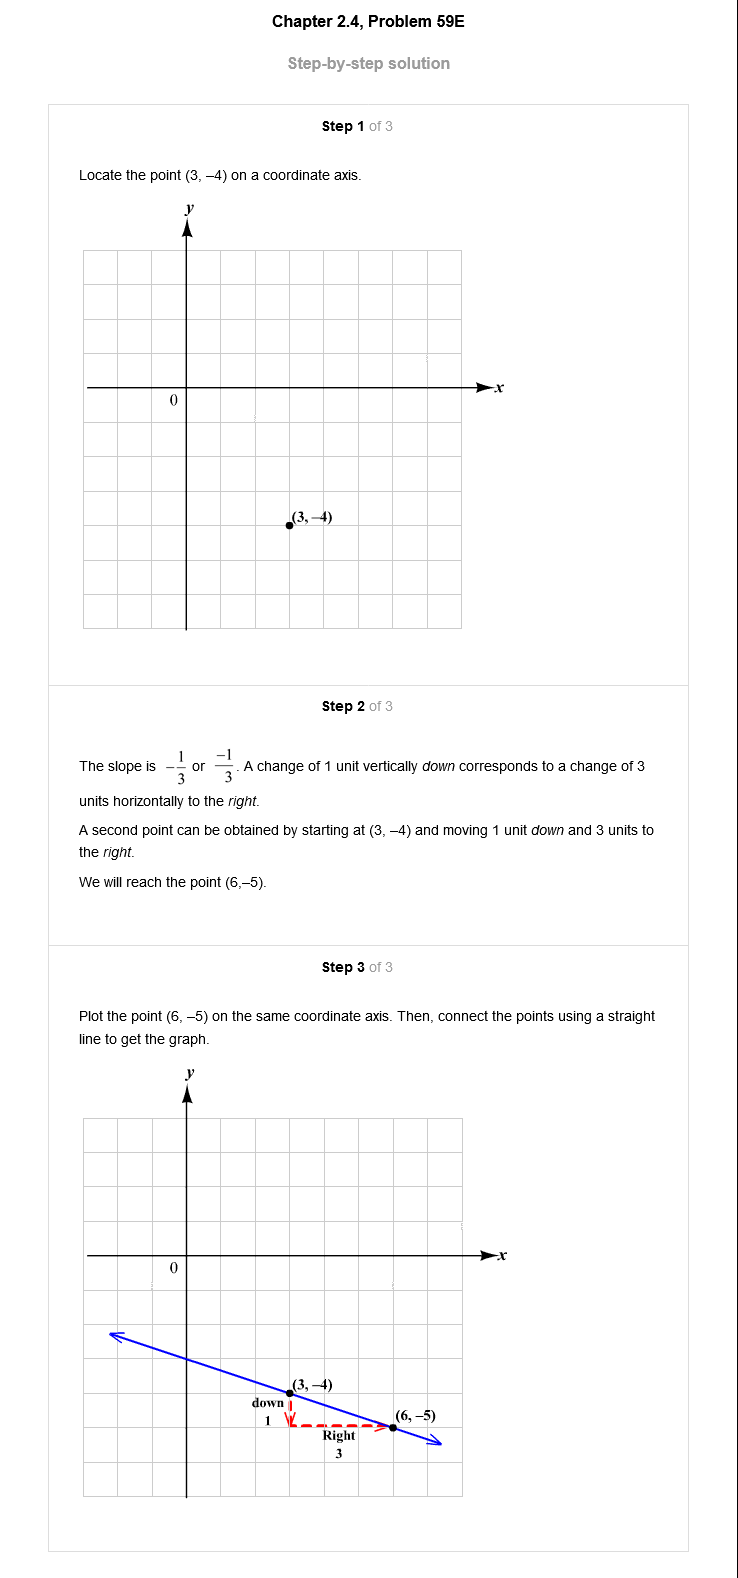 Chapter 2.4, Problem 59E
Step-by-step solution
Step 1 of 3
Locate the point (3, –4) on a coordinate axis.
y
x
0
(3, –4)
Step 2 of 3
The slope is –1/3 or –1/3. A change of 1 unit vertically down corresponds to a change of 3
units horizontally to the right.
A second point can be obtained by starting at (3, –4) and moving 1 unit down and 3 units to
the right.
We will reach the point (6,–5).
Step 3 of 3
Plot the point (6, –5) on the same coordinate axis. Then, connect the points using a straight
line to get the graph.
y
x
0
(3, –4)
down
1
(6, –5)
Right
3